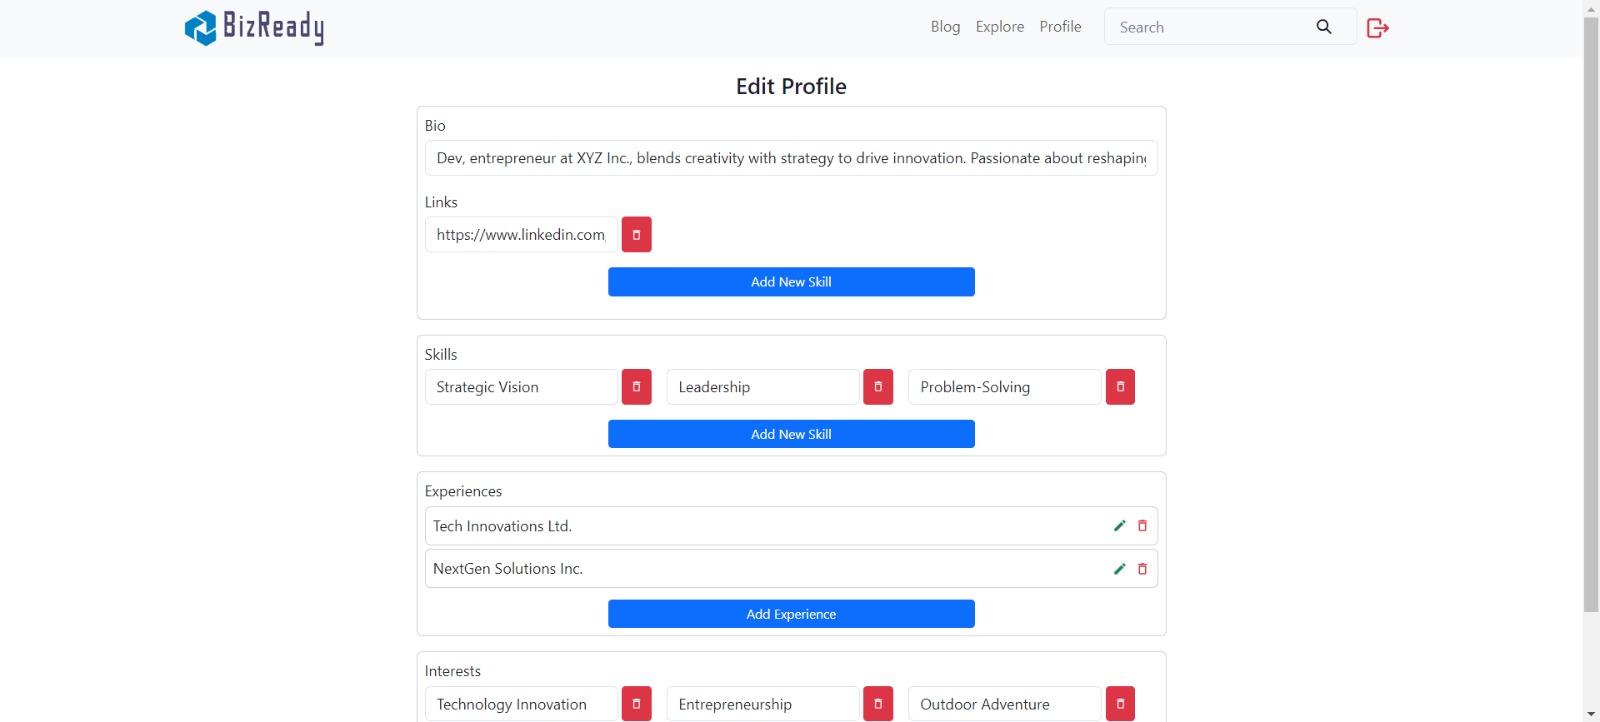 BizReady
Blog Explore Profile Search
Edit Profile
Bio
Dev, entrepreneur at XYZ Inc., blends creativity with strategy to drive innovation. Passionate about reshaping
Links
https://www.linkedin.com
Add New Skill
Skills
Strategic Vision Leadership Problem-Solving
Add New Skill
Experiences
Tech Innovations Ltd.
NextGen Solutions Inc.
Add Experience
Interests
Technology Innovation Entrepreneurship Outdoor Adventure